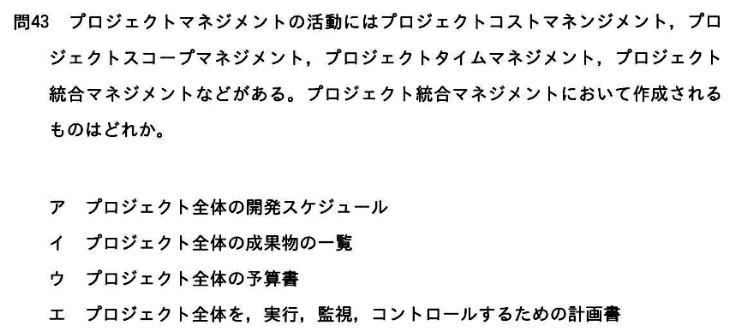 問43　プロジェクトマネジメントの活動にはプロジェクトコストマネンジメント，プロ
ジェクトスコープマネジメント，プロジェクトタイムマネジメント，プロジェクト
統合マネジメントなどがある。プロジェクト統合マネジメントにおいて作成される
ものはどれか。
ア　プロジェクト全体の開発スケジュール
イ　プロジェクト全体の成果物の一覧
ウ　プロジェクト全体の予算書
エ　プロジェクト全体を，実行，監視，コントロールするための計画書